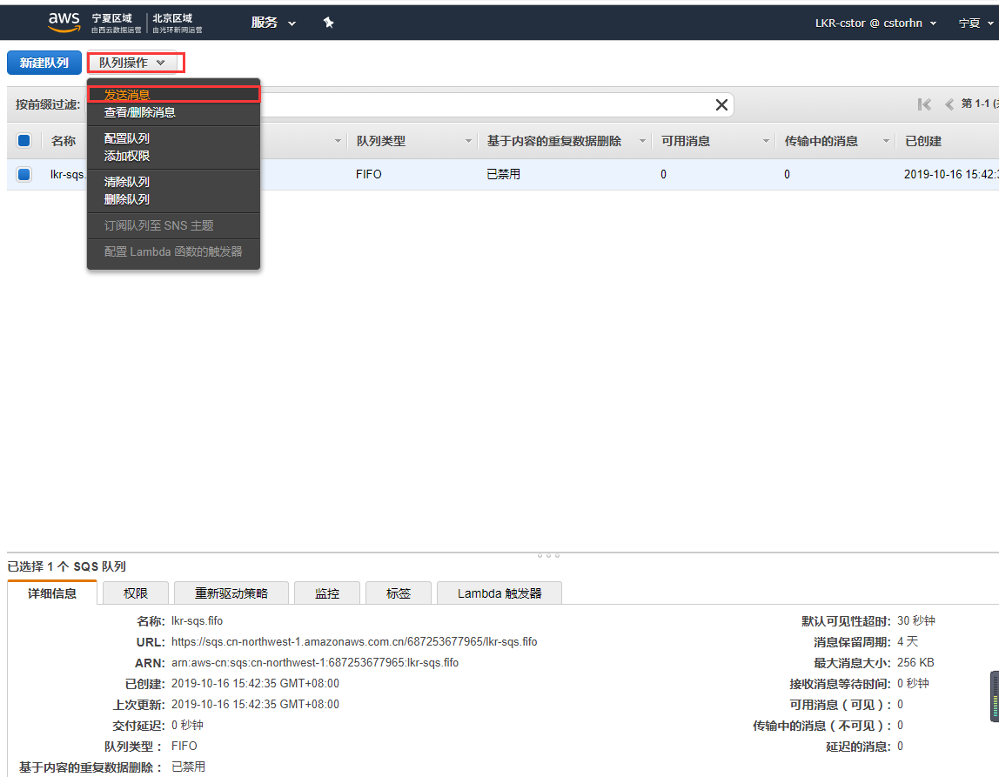 aws 宁夏区域 北京区域
由西云数据运营 由光环新网运营
服务
LKR-cstor @ cstorhn
宁夏
新建队列
队列操作
发送消息
查看/删除消息
配置队列
添加权限
清除队列
删除队列
订阅队列至 SNS 主题
配置 Lambda 函数的触发器
按前缀过滤:
第 1-1
名称 队列类型 基于内容的重复数据删除 可用消息 传输中的消息 已创建
lkr-sqs. FIFO 已禁用 0 0 2019-10-16 15:42:
已选择 1 个 SQS 队列
详细信息 权限 重新驱动策略 监控 标签 Lambda 触发器
名称: lkr-sqs.fifo
URL: https://sqs.cn-northwest-1.amazonaws.com.cn/687253677965/lkr-sqs.fifo
ARN: arn:aws-cn:sqs:cn-northwest-1:687253677965:lkr-sqs.fifo
已创建: 2019-10-16 15:42:35 GMT+08:00
上次更新: 2019-10-16 15:42:35 GMT+08:00
交付延迟: 0 秒钟
队列类型： FIFO
基于内容的重复数据删除： 已禁用
默认可见性超时: 30 秒钟
消息保留周期: 4 天
最大消息大小: 256 KB
接收消息等待时间: 0 秒钟
可用消息（可见）: 0
传输中的消息（不可见）: 0
延迟的消息: 0